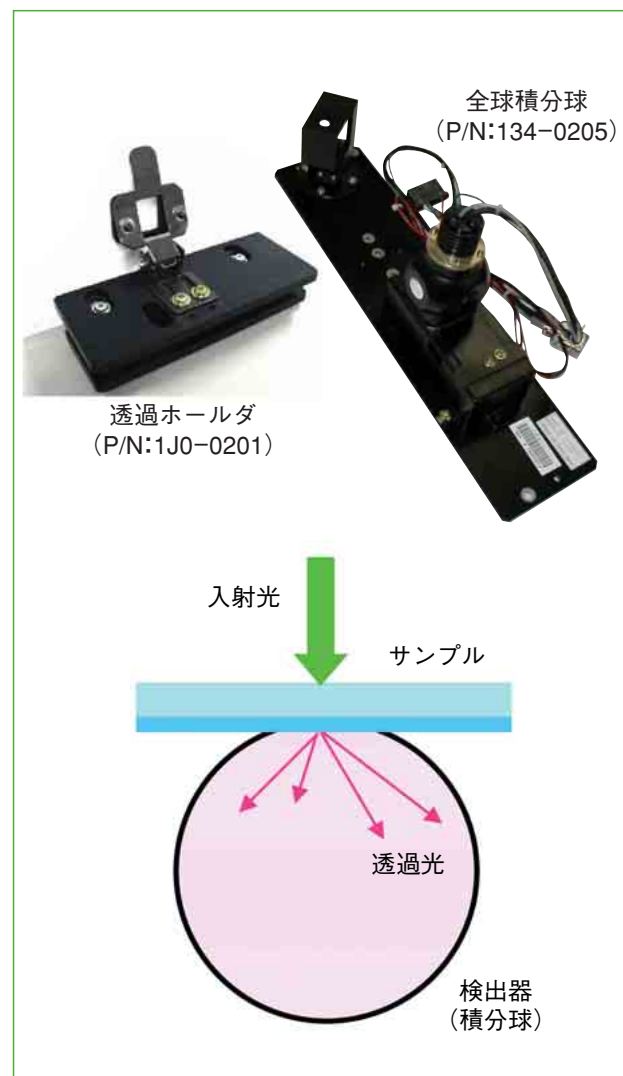 全球積分球
（P/N:134-0205）
透過ホールダ
（P/N:1J0-0201）
入射光
サンプル
透過光
検出器
（積分球）